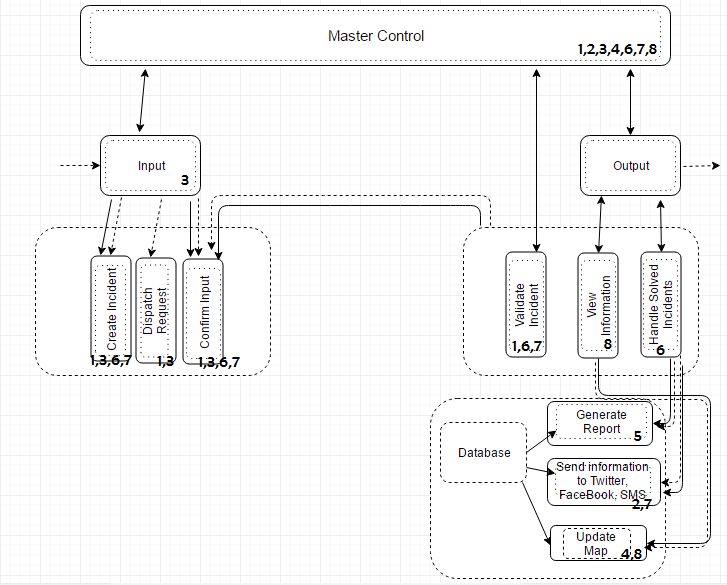 Master Control
1,2,3,4,6,7,8
Input
3
Output
Create Incident
1,3,6,7
Dispatch
Request
1,3
Confirm Input
1,3,6,7
Validate
Incident
1,6,7
View
Information
8
Handle Solved
Incidents
6
Database
Generate
Report
5
Send information
to Twitter,
FaceBook, SMS
2,7
Update
Map
4,8